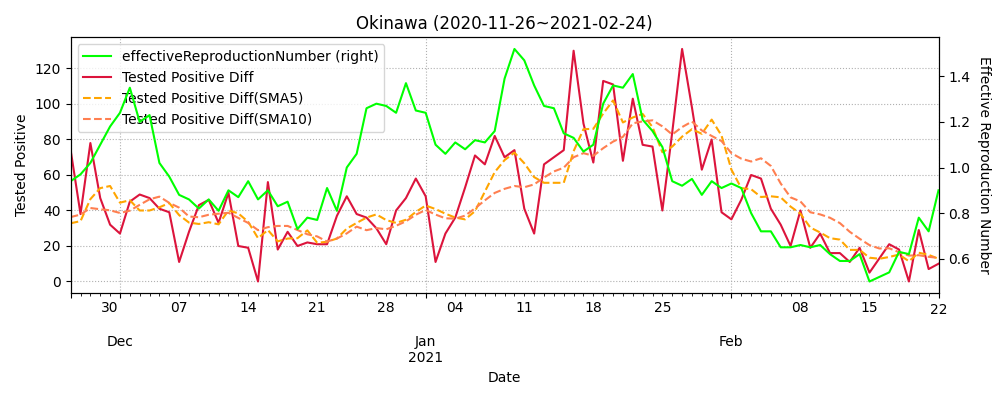 Okinawa (2020-11-26~2021-02-24)
effectiveReproductionNumber (right)
Tested Positive Diff
Tested Positive Diff(SMA5)
Tested Positive Diff(SMA10)
Tested Positive
120
100
80
60
40
20
0
1.4
1.2
1.0
0.8
0.6
Effective Reproduction Number
30 07 14 21 28 04 11 18 25 08 15 22
Dec Jan Feb
2021
Date